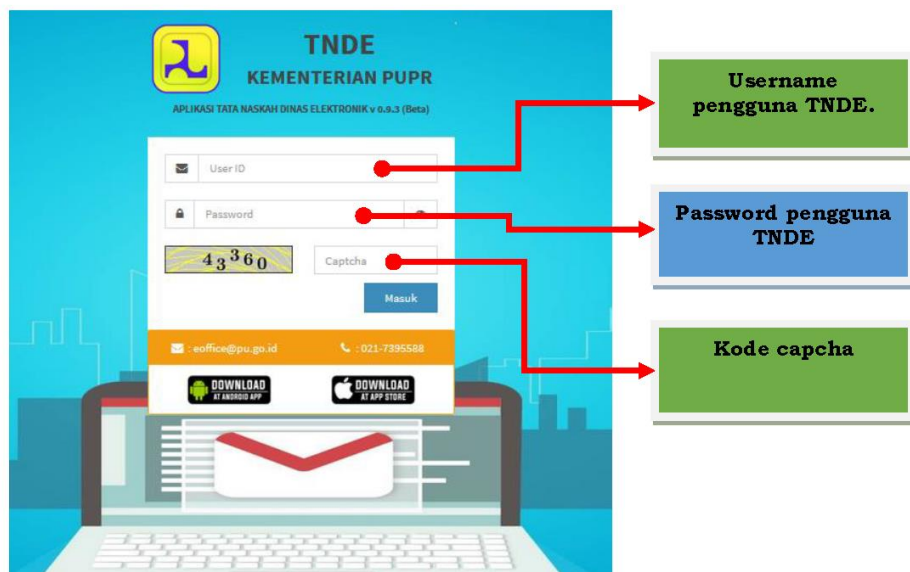 TNDE
KEMENTERIAN PUPR
APLIKASI TATA NASKAH DINAS ELEKTRONIK v 0.9.3 (Beta)
User ID
Password
43360
Captcha
Masuk
: eoffice@pu.go.id
: 021-7395588
DOWNLOAD
AT ANDROID APP
DOWNLOAD
AT APP STORE
Username
pengguna TNDE.
Password pengguna
TNDE
Kode capcha